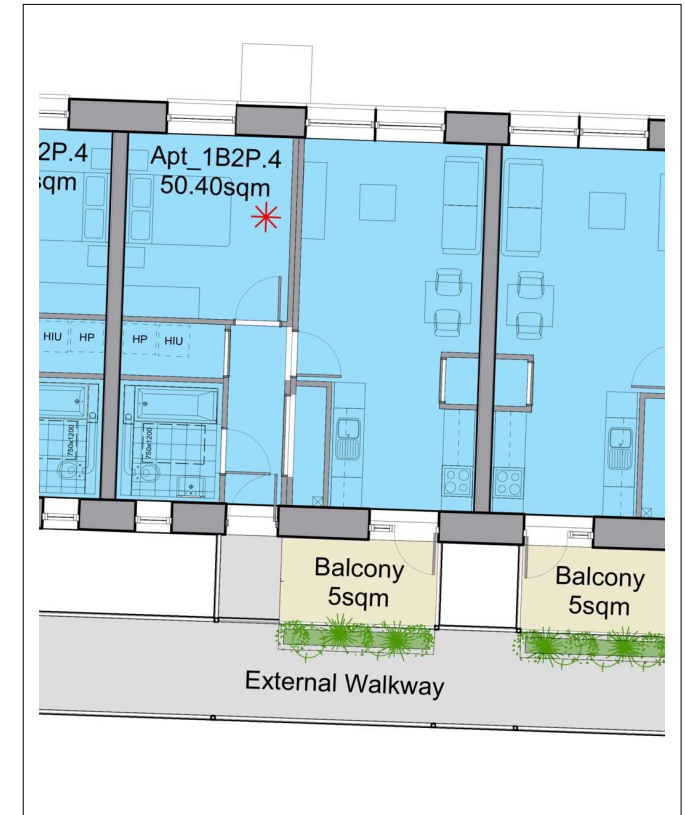 2P.4
sqm
Apt_1B2P.4
50.40sqm
HIU HP
HP HIU
750x1200
750x1200
Balcony
5sqm
Balcony
5sqm
External Walkway